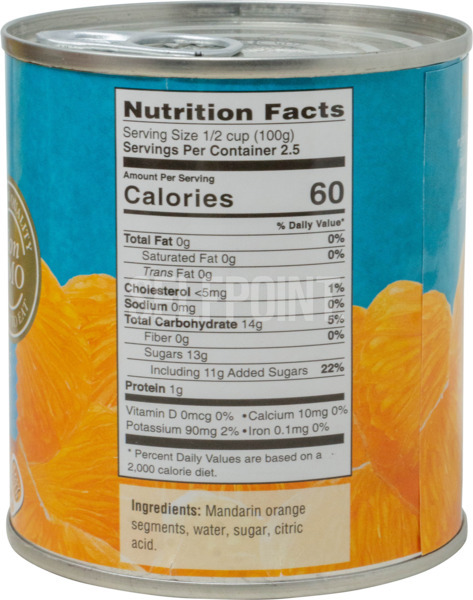 Nutrition Facts
Serving Size 1/2 cup (100g)
Servings Per Container 2.5
Amount Per Serving
Calories 60
% Daily Value*
Total Fat 0g 0%
Saturated Fat 0g 0%
Trans Fat 0g
Cholesterol <5mg 1%
Sodium 0mg 0%
Total Carbohydrate 14g 5%
Fiber 0g 0%
Sugars 13g
Including 11g Added Sugars 22%
Protein 1g
Vitamin D 0mcg 0% •Calcium 10mg 0%
Potassium 90mg 2% •Iron 0.1mg 0%
* Percent Daily Values are based on a
2,000 calorie diet.
Ingredients: Mandarin orange
segments, water, sugar, citric
acid.